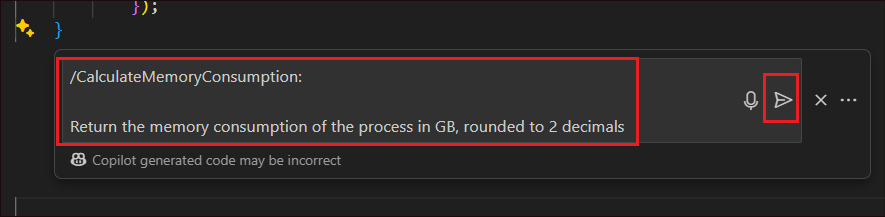 });
}
/CalculateMemoryConsumption:
Return the memory consumption of the process in GB, rounded to 2 decimals
Copilot generated code may be incorrect